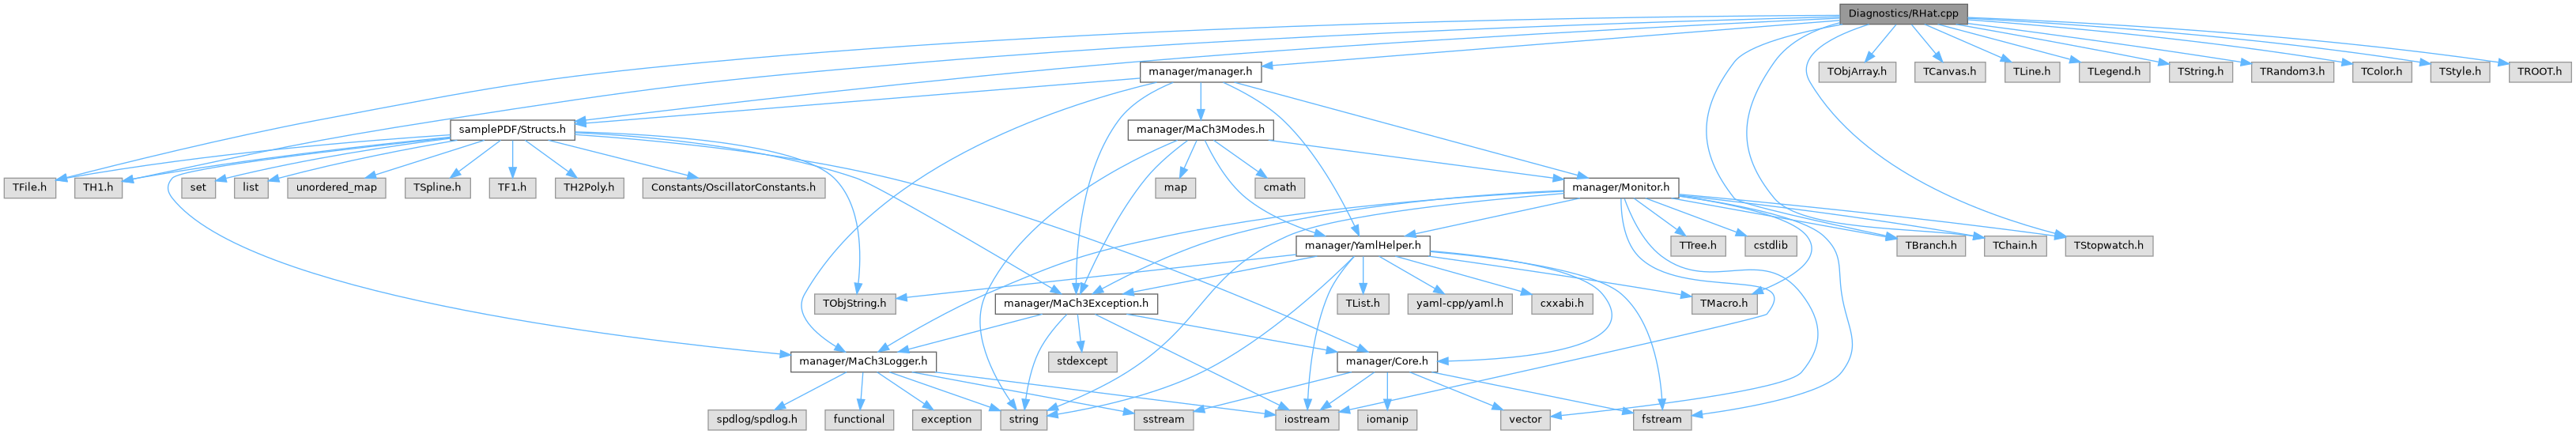 Diagnostics/RHat.cpp
manager/manager.h
TObjArray.h
TCanvas.h
TLine.h
TLegend.h
TString.h
TRandom3.h
TColor.h
TStyle.h
TROOT.h
samplePDF/Structs.h
manager/MaCh3Modes.h
TFile.h
TH1.h
set
list
unordered_map
TSpline.h
TF1.h
TH2Poly.h
Constants/OscillatorConstants.h
map
cmath
manager/Monitor.h
manager/YamlHelper.h
TTree.h
cstdlib
TBranch.h
TChain.h
TStopwatch.h
TObjString.h
manager/MaCh3Exception.h
TList.h
yaml-cpp/yaml.h
cxxabi.h
TMacro.h
manager/MaCh3Logger.h
stdexcept
manager/Core.h
spdlog/spdlog.h
functional
exception
string
sstream
iostream
iomanip
vector
fstream